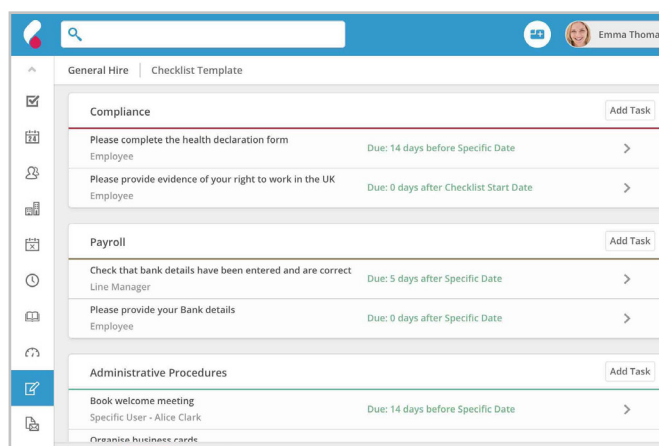 Emma Thoma
General Hire
Checklist Template
Compliance
Add Task
Please complete the health declaration form
Employee
Due: 14 days before Specific Date
Please provide evidence of your right to work in the UK
Employee
Due: 0 days after Checklist Start Date
24
Payroll
Add Task
Check that bank details have been entered and are correct
Line Manager
Due: 5 days after Specific Date
Please provide your Bank details
Employee
Due: 0 days after Specific Date
Administrative Procedures
Add Task
Book welcome meeting
Specific User - Alice Clark
Due: 14 days before Specific Date
Organise business cards